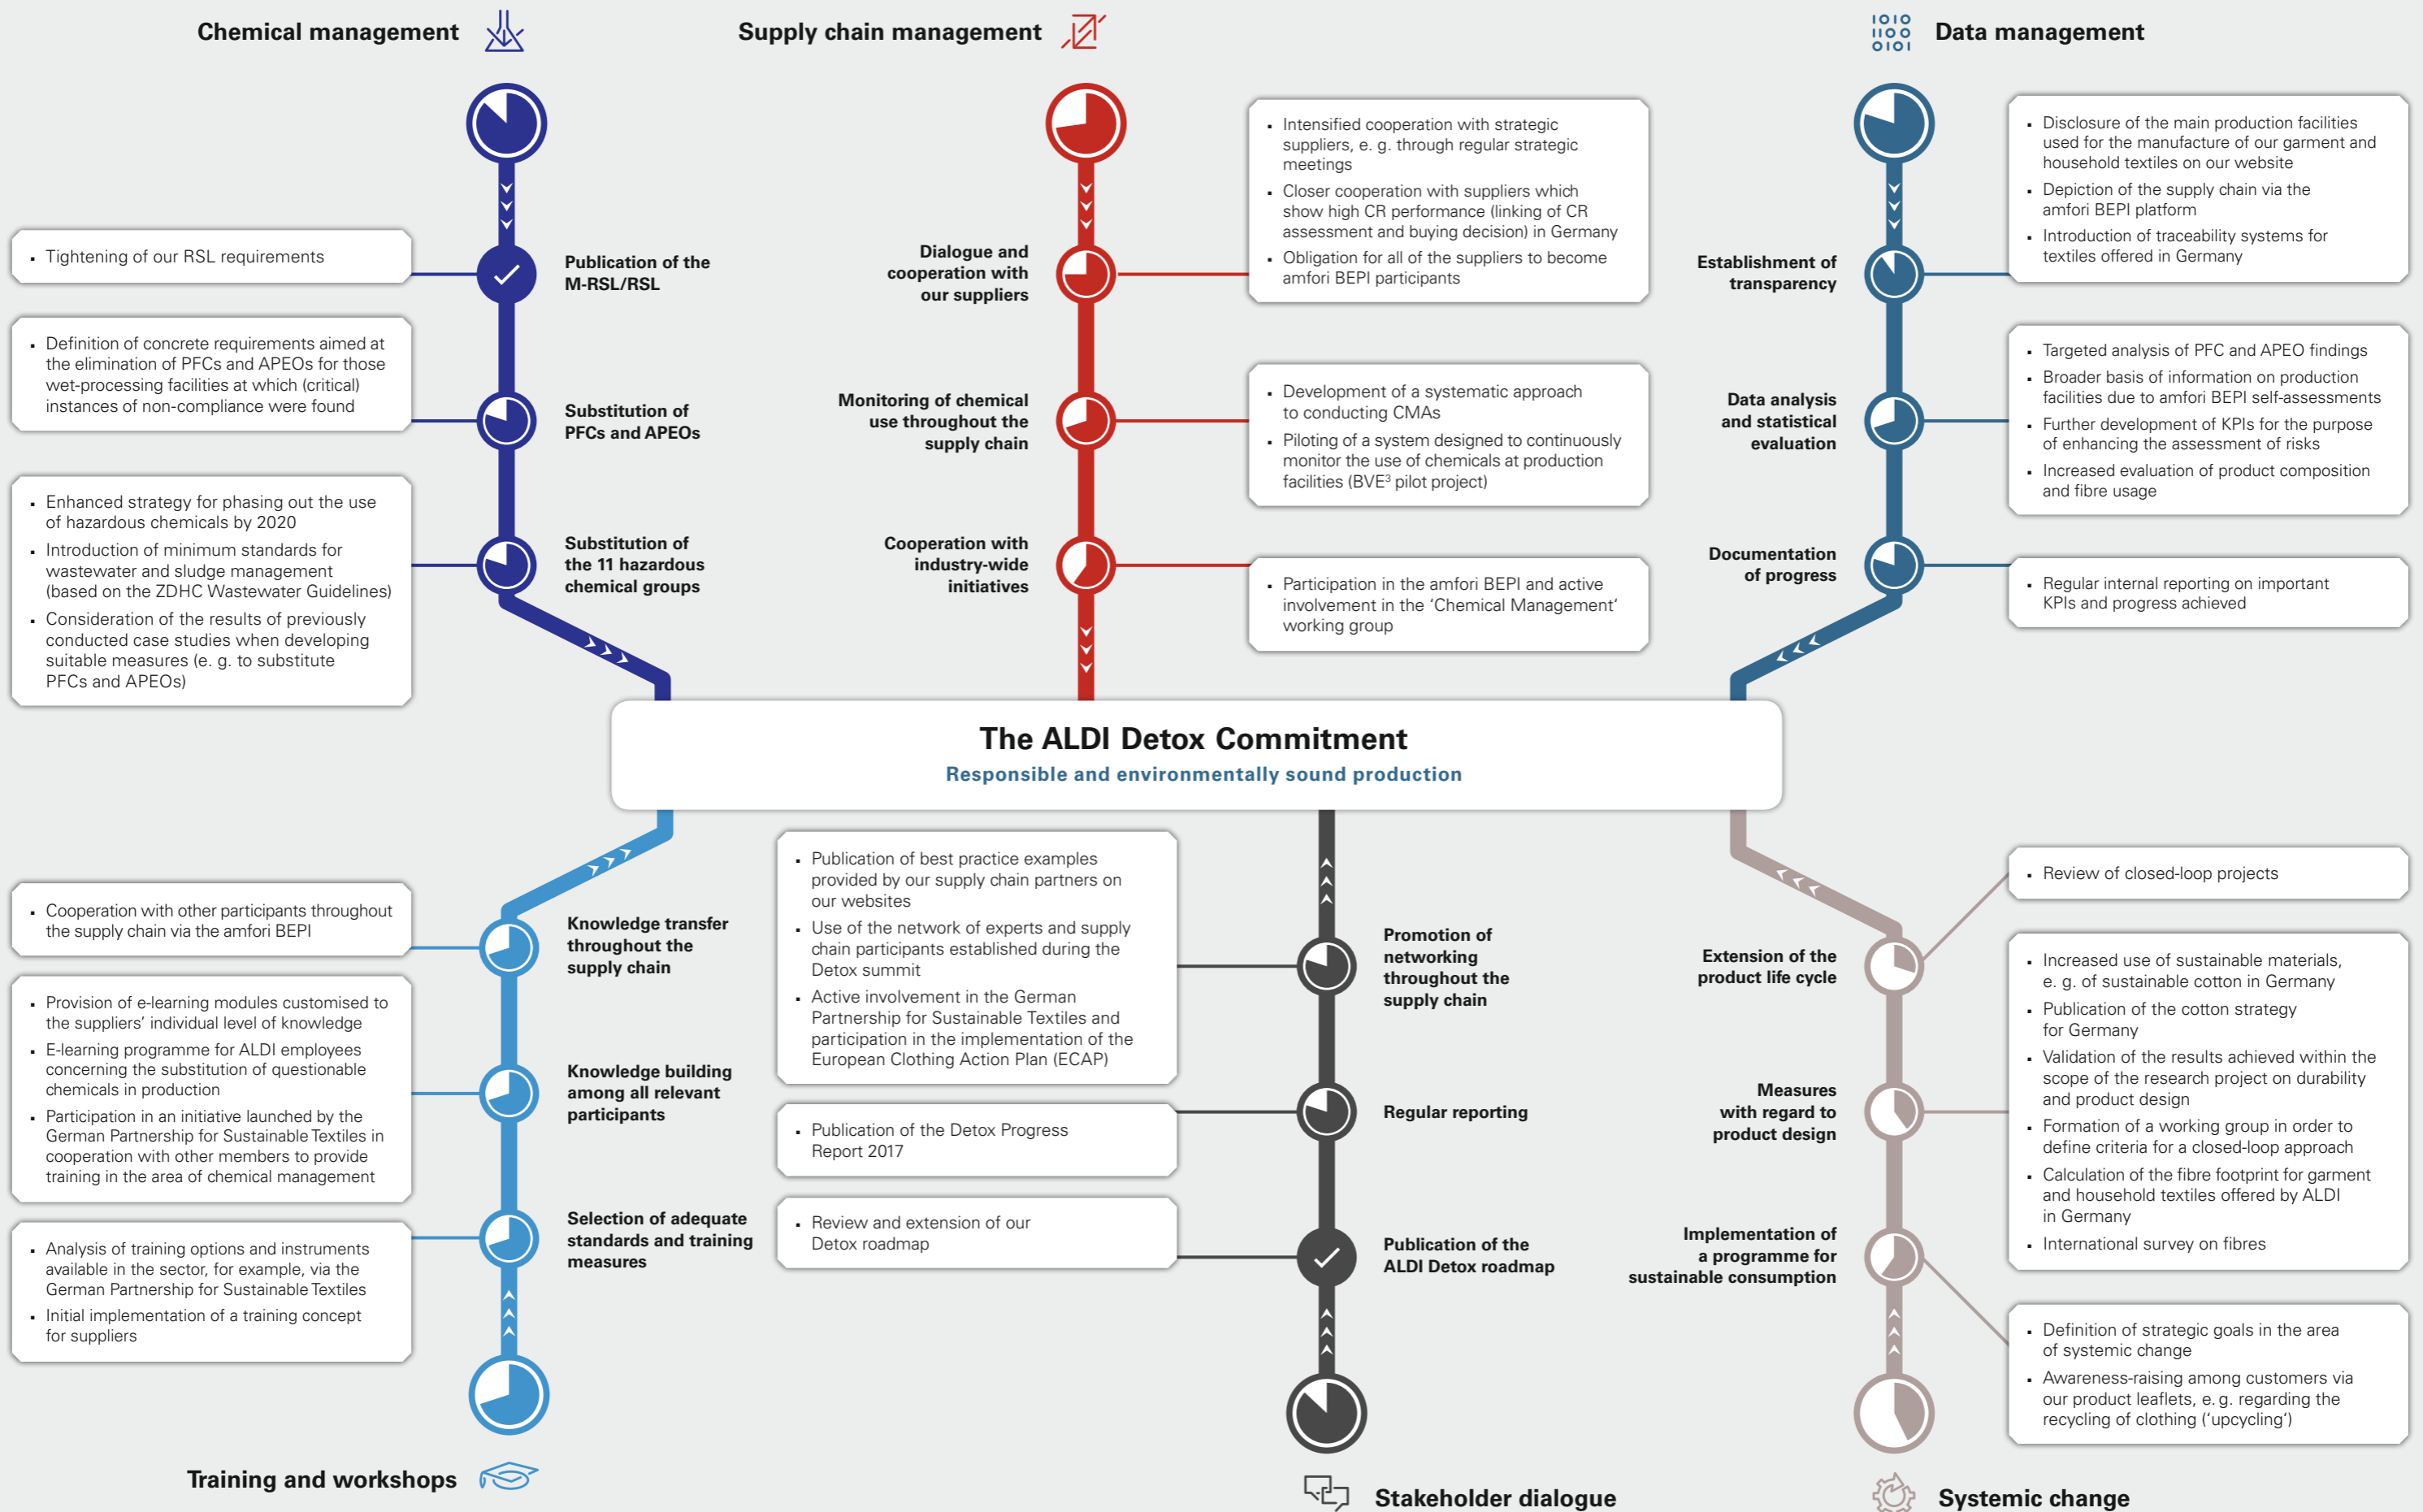 Chemical management
Tightening of our RSL requirements
Publication of the
M-RSL/RSL
Definition of concrete requirements aimed at
the elimination of PFCs and APEOs for those
wet-processing facilities at which (critical)
instances of non-compliance were found
Substitution of
PFCs and APEOs
Enhanced strategy for phasing out the use
of hazardous chemicals by 2020
Introduction of minimum standards for
wastewater and sludge management
(based on the ZDHC Wastewater Guidelines)
Consideration of the results of previously
conducted case studies when developing
suitable measures (e. g. to substitute
PFCs and APEOs)
Substitution of
the 11 hazardous
chemical groups
Supply chain management
Dialogue and
cooperation with
our suppliers
Intensified cooperation with strategic
suppliers, e. g. through regular strategic
meetings
Closer cooperation with suppliers which
show high CR performance (linking of CR
assessment and buying decision) in Germany
Obligation for all of the suppliers to become
amfori BEPI participants
Monitoring of chemical
use throughout the
supply chain
Development of a systematic approach
to conducting CMAs
Piloting of a system designed to continuously
monitor the use of chemicals at production
facilities (BVE³ pilot project)
Cooperation with
industry-wide
initiatives
Participation in the amfori BEPI and active
involvement in the ‘Chemical Management‘
working group
1010
1100
0101
Data management
Establishment of
transparency
Disclosure of the main production facilities
used for the manufacture of our garment and
household textiles on our website
Depiction of the supply chain via the
amfori BEPI platform
Introduction of traceability systems for
textiles offered in Germany
Data analysis
and statistical
evaluation
Targeted analysis of PFC and APEO findings
Broader basis of information on production
facilities due to amfori BEPI self-assessments
Further development of KPIs for the purpose
of enhancing the assessment of risks
Increased evaluation of product composition
and fibre usage
Documentation
of progress
Regular internal reporting on important
KPIs and progress achieved
The ALDI Detox Commitment
Responsible and environmentally sound production
Cooperation with other participants throughout
the supply chain via the amfori BEPI
Knowledge transfer
throughout the
supply chain
Provision of e-learning modules customised to
the suppliers’ individual level of knowledge
E-learning programme for ALDI employees
concerning the substitution of questionable
chemicals in production
Participation in an initiative launched by the
German Partnership for Sustainable Textiles in
cooperation with other members to provide
training in the area of chemical management
Knowledge building
among all relevant
participants
Analysis of training options and instruments
available in the sector, for example, via the
German Partnership for Sustainable Textiles
Initial implementation of a training concept
for suppliers
Selection of adequate
standards and training
measures
Training and workshops
Publication of best practice examples
provided by our supply chain partners on
our websites
Use of the network of experts and supply
chain participants established during the
Detox summit
Active involvement in the German
Partnership for Sustainable Textiles and
participation in the implementation of the
European Clothing Action Plan (ECAP)
Promotion of
networking
throughout the
supply chain
Publication of the Detox Progress
Report 2017
Regular reporting
Review and extension of our
Detox roadmap
Publication of the
ALDI Detox roadmap
Stakeholder dialogue
Extension of the
product life cycle
Review of closed-loop projects
Measures
with regard to
product design
Increased use of sustainable materials,
e. g. of sustainable cotton in Germany
Publication of the cotton strategy
for Germany
Validation of the results achieved within the
scope of the research project on durability
and product design
Formation of a working group in order to
define criteria for a closed-loop approach
Calculation of the fibre footprint for garment
and household textiles offered by ALDI
in Germany
International survey on fibres
Implementation of
a programme for
sustainable consumption
Definition of strategic goals in the area
of systemic change
Awareness-raising among customers via
our product leaflets, e. g. regarding the
recycling of clothing (‘upcycling‘)
Systemic change